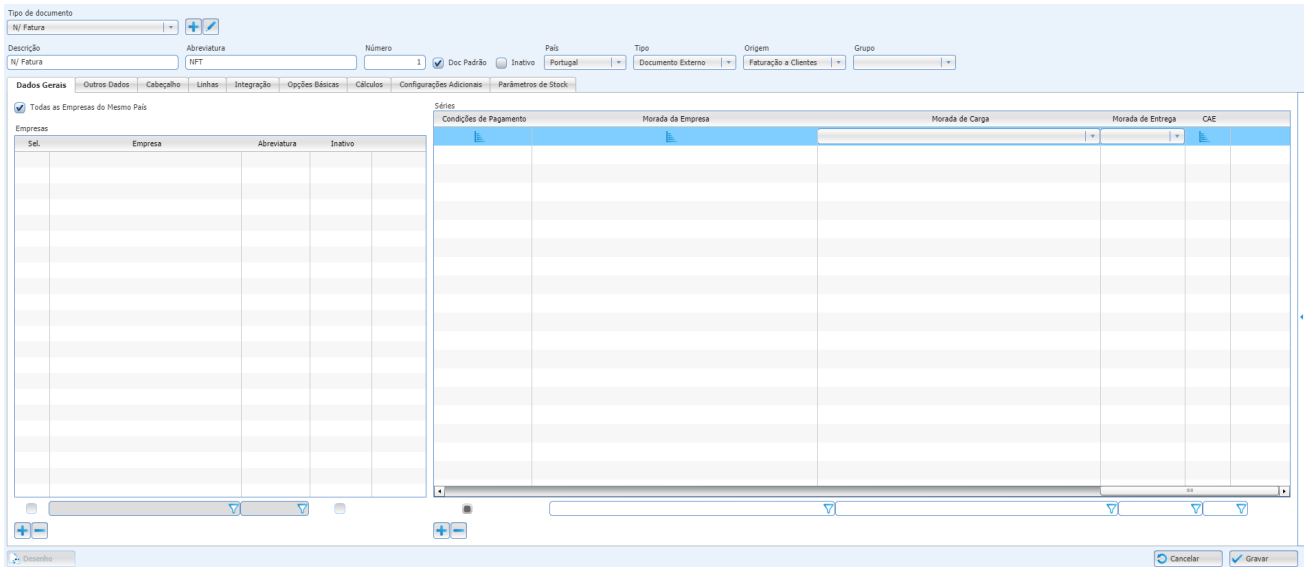 Tipo de documento
N/ Fatura
Descrição Abreviatura Número País Tipo Origem Grupo
N/ Fatura NFT 1 Doc Padrão Inativo Portugal Documento Externo Faturação a Clientes
Dados Gerais Outros Dados Cabeçalho Linhas Integração Opções Básicas Cálculos Configurações Adicionais Parâmetros de Stock
Todas as Empresas do Mesmo País
Séries
Condições de Pagamento Morada da Empresa Morada de Carga Morada de Entrega CAE
Empresas
Sel. Empresa Abreviatura Inativo
Desenho Cancelar Gravar